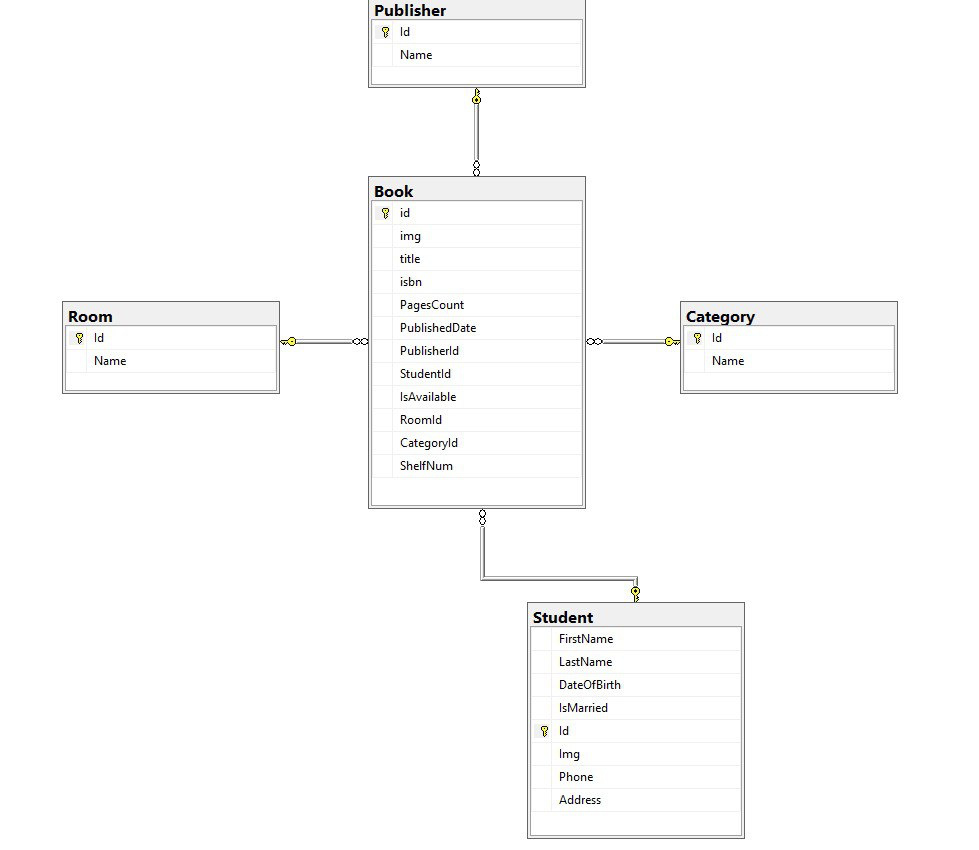 Publisher
Id
Name
Book
id
img
title
isbn
PagesCount
PublishedDate
PublisherId
StudentId
IsAvailable
RoomId
CategoryId
ShelfNum
Room
Id
Name
Category
Id
Name
Student
FirstName
LastName
DateOfBirth
IsMarried
Id
Img
Phone
Address